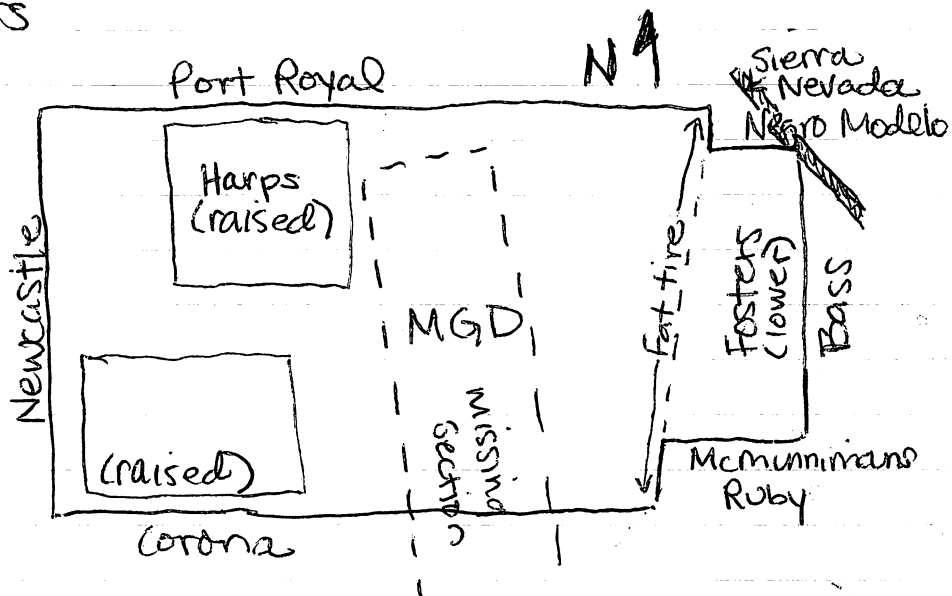 S
Port Royal
N
Sierra
Nevada
Negro Modelo
Harps
(raised)
Newcastle
MGD
Fat tire
Fosters
(lower)
Bass
missing
section
(raised)
McMinnimans
Ruby
Corona